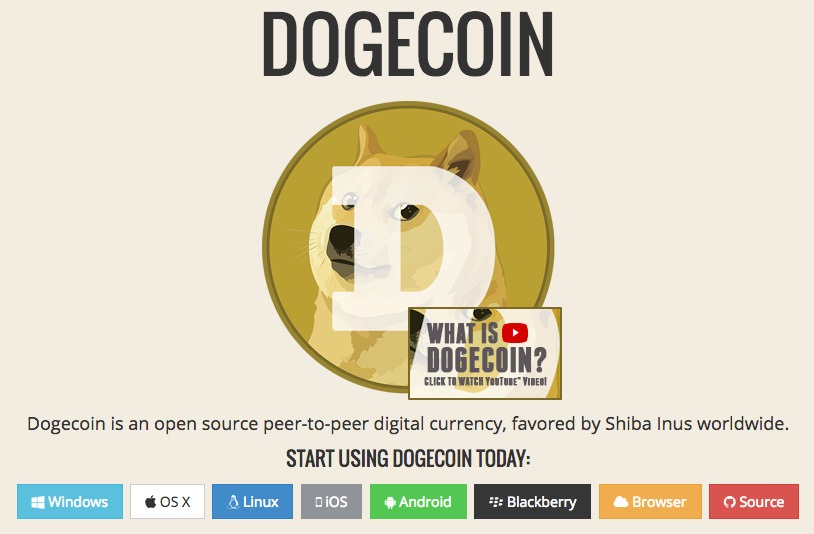 DOGECOIN
D
WHAT IS
DOGECOIN?
CLICK TO WATCH YOUTUBE™ VIDEO!
Dogecoin is an open source peer-to-peer digital currency, favored by Shiba Inus worldwide.
START USING DOGECOIN TODAY:
Windows OS X Linux iOS Android Blackberry Browser Source